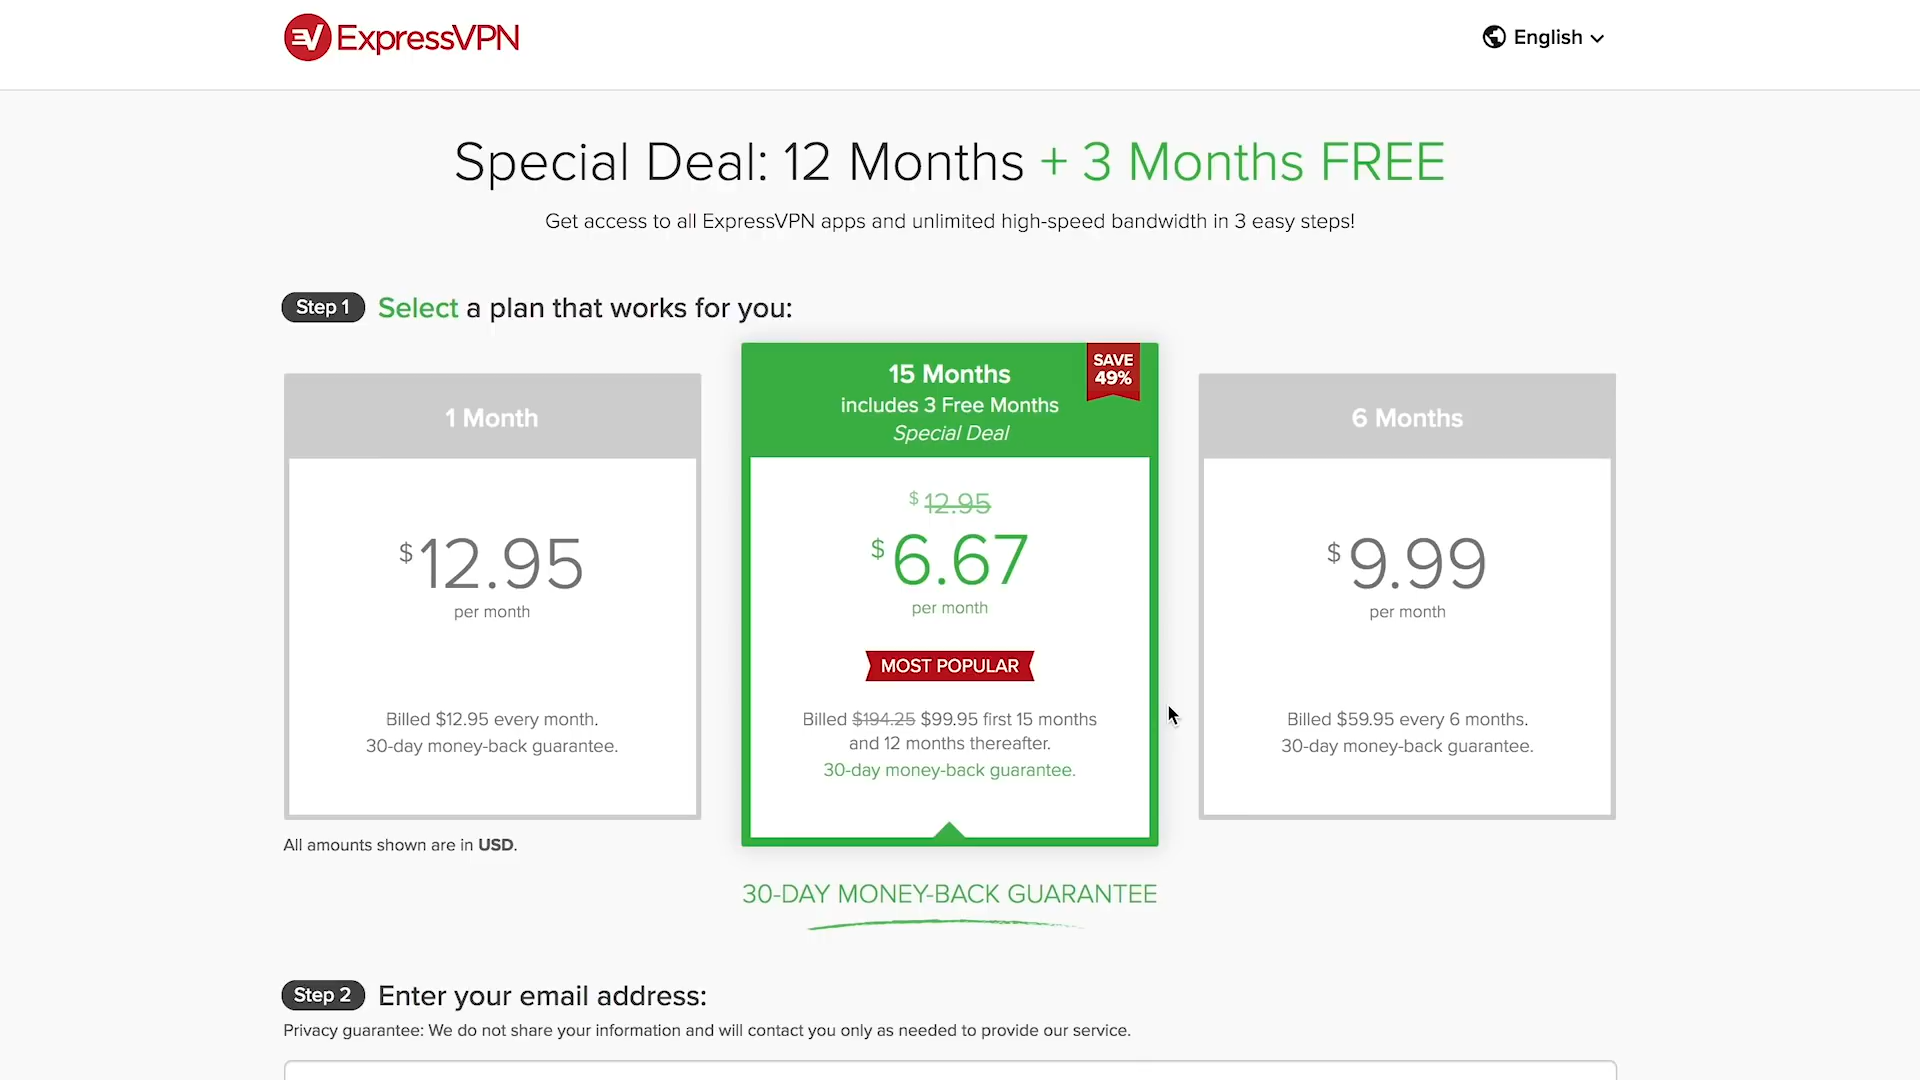 ExpressVPN
English
Special Deal: 12 Months + 3 Months FREE
Get access to all ExpressVPN apps and unlimited high-speed bandwidth in 3 easy steps!
Step 1 Select a plan that works for you:
1 Month
$12.95
per month
Billed $12.95 every month.
30-day money-back guarantee.
15 Months
includes 3 Free Months
Special Deal
SAVE
49%
$12.95
$6.67
per month
MOST POPULAR
Billed $194.25 $99.95 first 15 months
and 12 months thereafter.
30-day money-back guarantee.
6 Months
$9.99
per month
Billed $59.95 every 6 months.
30-day money-back guarantee.
All amounts shown are in USD.
30-DAY MONEY-BACK GUARANTEE
Step 2 Enter your email address:
Privacy guarantee: We do not share your information and will contact you only as needed to provide our service.